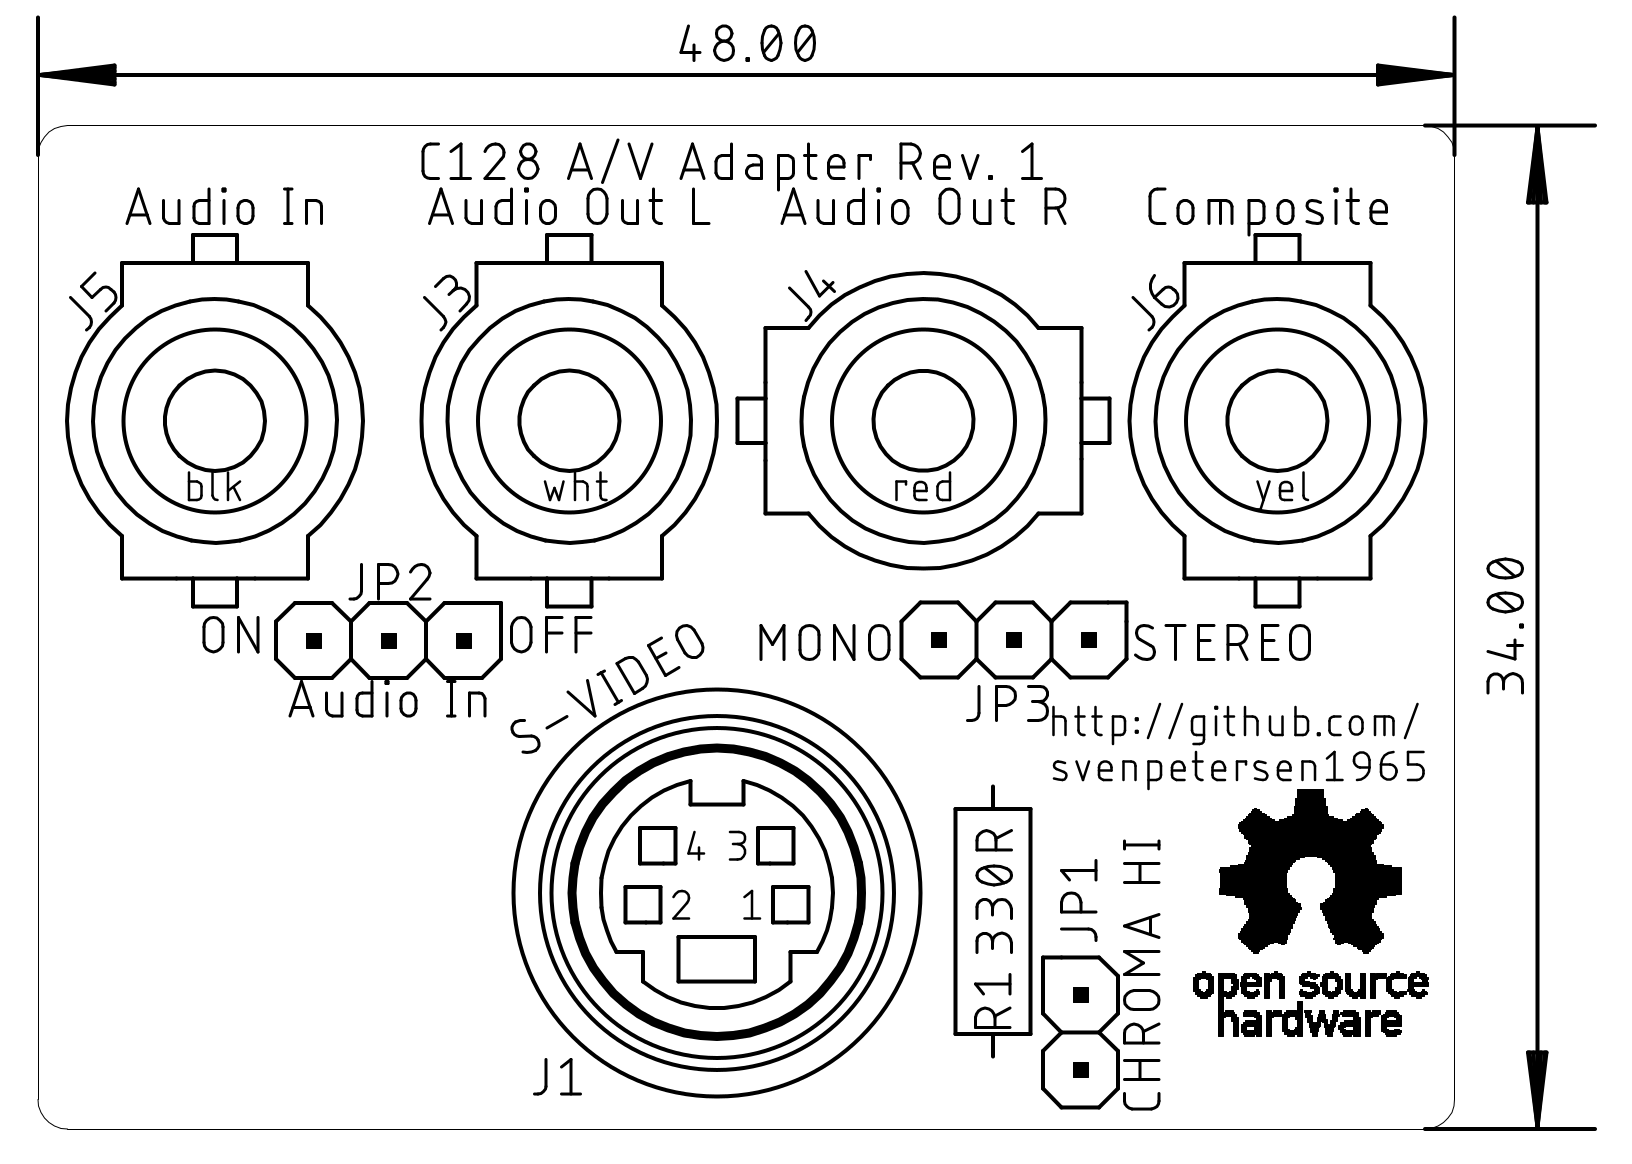 48.00
C128 A/V Adapter Rev. 1
Audio In
Audio Out L
Audio Out R
Composite
J5
J3
J4
J6
blk
wht
red
yel
34.00
JP2
ON
OFF
Audio In
MONO
STEREO
JP3
S-VIDEO
http://github.com/
svenpetersen1965
4
3
2
1
J1
R1 330R
JP1
CHROMA HI
open source
hardware